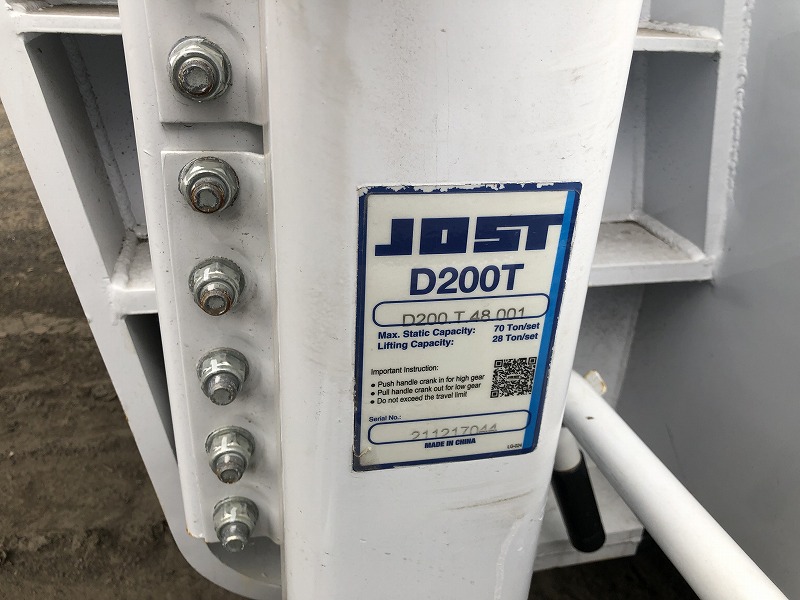 JOST
D200T
D200 T 48 001
Max. Static Capacity: 70 Ton/set
Lifting Capacity: 28 Ton/set
Important Instruction:
● Push handle crank in for high gear
● Pull handle crank out for low gear
● Do not exceed the travel limit
Serial No.:
211217044
MADE IN CHINA
LG-024